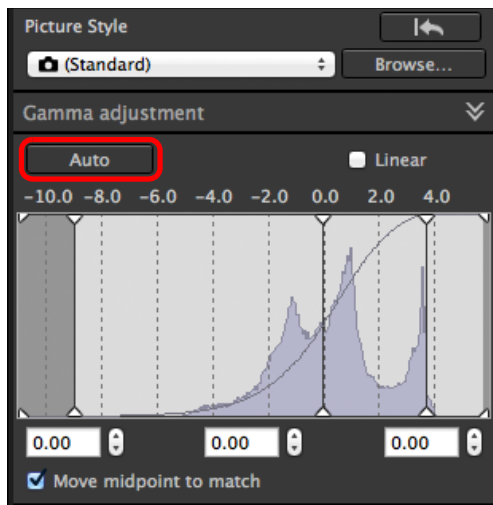 Picture Style
(Standard) Browse...
Gamma adjustment
Auto Linear
-10.0 -8.0 -6.0 -4.0 -2.0 0.0 2.0 4.0
0.00 0.00 0.00
Move midpoint to match